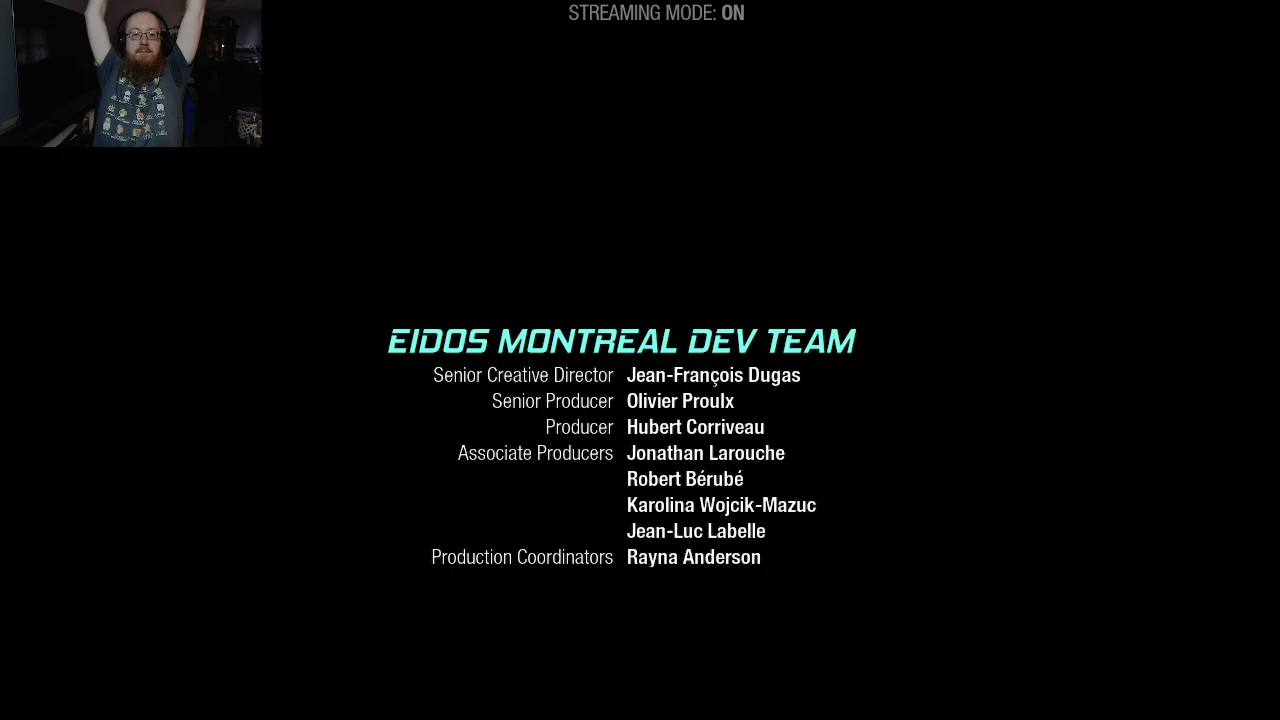 STREAMING MODE: ON
EIDOS MONTREAL DEV TEAM
Senior Creative Director Jean-François Dugas
Senior Producer Olivier Proulx
Producer Hubert Corriveau
Associate Producers Jonathan Larouche
Robert Bérubé
Karolina Wojcik-Mazuc
Jean-Luc Labelle
Production Coordinators Rayna Anderson